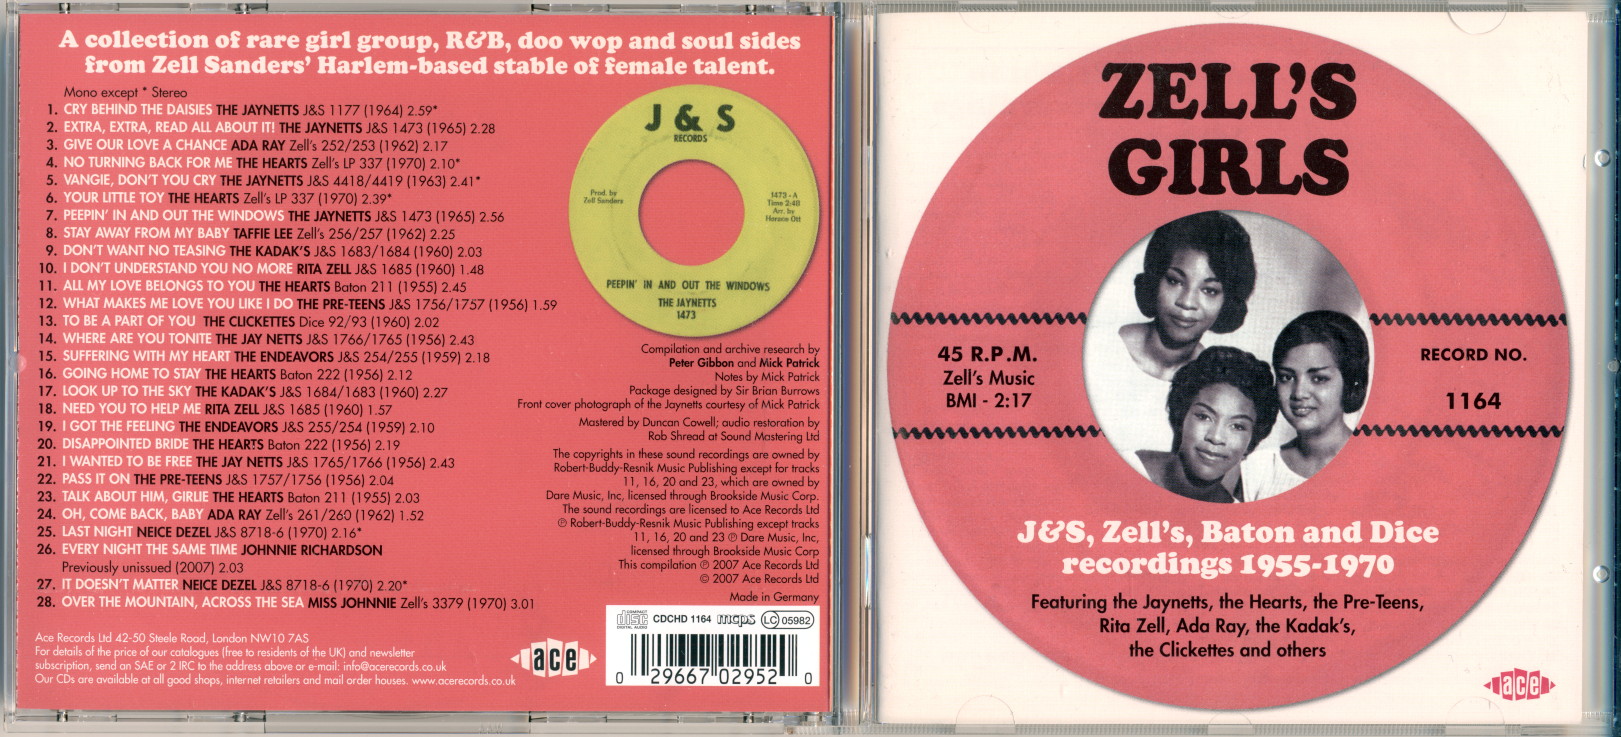 A collection of rare girl group, R&B, doo wop and soul sides
from Zell Sanders' Harlem-based stable of female talent.
Mono except * Stereo
1. CRY BEHIND THE DAISIES THE JAYNETTS J&S 1177 (1964) 2.59*
2. EXTRA, EXTRA, READ ALL ABOUT IT! THE JAYNETTS J&S 1473 (1965) 2.28
3. GIVE OUR LOVE A CHANCE ADA RAY Zell's 252/253 (1962) 2.17
4. NO TURNING BACK FOR ME THE HEARTS Zell's LP 337 (1970) 2.10*
5. VANGIE, DON'T YOU CRY THE JAYNETTS J&S 4418/4419 (1963) 2.41*
6. YOUR LITTLE TOY THE HEARTS Zell's LP 337 (1970) 2.39*
7. PEEPIN' IN AND OUT THE WINDOWS THE JAYNETTS J&S 1473 (1965) 2.56
8. STAY AWAY FROM MY BABY TAFFIE LEE Zell's 256/257 (1962) 2.25
9. DON'T WANT NO TEASING THE KADAK'S J&S 1683/1684 (1960) 2.03
10. I DON'T UNDERSTAND YOU NO MORE RITA ZELL J&S 1685 (1960) 1.48
11. ALL MY LOVE BELONGS TO YOU THE HEARTS Baton 211 (1955) 2.45
12. WHAT MAKES ME LOVE YOU LIKE I DO THE PRE-TEENS J&S 1756/1757 (1956) 1.59
13. TO BE A PART OF YOU THE CLICKETTES Dice 92/93 (1960) 2.02
14. WHERE ARE YOU TONITE THE JAY NETTS J&S 1766/1765 (1956) 2.43
15. SUFFERING WITH MY HEART THE ENDEAVORS J&S 254/255 (1959) 2.18
16. GOING HOME TO STAY THE HEARTS Baton 222 (1956) 2.12
17. LOOK UP TO THE SKY THE KADAK'S J&S 1684/1683 (1960) 2.27
18. NEED YOU TO HELP ME RITA ZELL J&S 1685 (1960) 1.57
19. I GOT THE FEELING THE ENDEAVORS J&S 255/254 (1959) 2.10
20. DISAPPOINTED BRIDE THE HEARTS Baton 222 (1956) 2.19
21. I WANTED TO BE FREE THE JAY NETTS J&S 1765/1766 (1956) 2.43
22. PASS IT ON THE PRE-TEENS J&S 1757/1756 (1956) 2.04
23. TALK ABOUT HIM, GIRLIE THE HEARTS Baton 211 (1955) 2.03
24. OH, COME BACK, BABY ADA RAY Zell's 261/260 (1962) 1.52
25. LAST NIGHT NEICE DEZEL J&S 8718-6 (1970) 2.16*
26. EVERY NIGHT THE SAME TIME JOHNNIE RICHARDSON
Previously unissued (2007) 2.03
27. IT DOESN'T MATTER NEICE DEZEL J&S 8718-6 (1970) 2.20*
28. OVER THE MOUNTAIN, ACROSS THE SEA MISS JOHNNIE Zell's 3379 (1970) 3.01
J & S
RECORDS
Prod. by
Zell Sanders
1473 - A
Time 2:48
Arr. by
Horace Ott
PEEPIN' IN AND OUT THE WINDOWS
THE JAYNETTS
1473
Compilation and archive research by
Peter Gibbon and Mick Patrick
Notes by Mick Patrick
Package designed by Sir Brian Burrows
Front cover photograph of the Jaynetts courtesy of Mick Patrick
Mastered by Duncan Cowell; audio restoration by
Rob Shread at Sound Mastering Ltd
The copyrights in these sound recordings are owned by
Robert-Buddy-Resnik Music Publishing except for tracks
11, 16, 20 and 23, which are owned by
Dare Music, Inc, licensed through Brookside Music Corp.
The sound recordings are licensed to Ace Records Ltd
℗ Robert-Buddy-Resnik Music Publishing except tracks
11, 16, 20 and 23 ℗ Dare Music, Inc,
licensed through Brookside Music Corp
This compilation ℗ 2007 Ace Records Ltd
© 2007 Ace Records Ltd
Made in Germany
Ace Records Ltd 42-50 Steele Road, London NW10 7AS
For details of the price of our catalogues (free to residents of the UK) and newsletter
subscription, send an SAE or 2 IRC to the address above or e-mail: info@acerecords.co.uk
Our CDs are available at all good shops, internet retailers and mail order houses. www.acerecords.co.uk
ace
COMPACT
disc
DIGITAL AUDIO
CDCHD 1164 mcps LC 05982
0 29667 02952 0
ZELL'S
GIRLS
45 R.P.M.
Zell's Music
BMI - 2:17
RECORD NO.
1164
J&S, Zell's, Baton and Dice
recordings 1955-1970
Featuring the Jaynetts, the Hearts, the Pre-Teens,
Rita Zell, Ada Ray, the Kadak's,
the Clickettes and others
ace